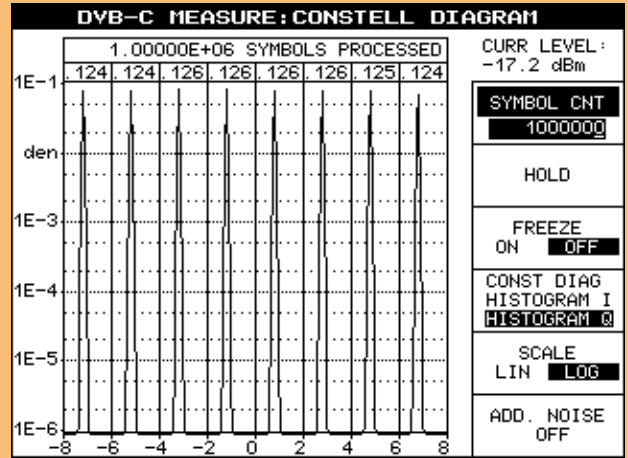 DVB-C MEASURE:CONSTELL DIAGRAM
1.00000E+06 SYMBOLS PROCESSED
.124 .124 .126 .126 .126 .126 .125 .124
1E-1
den
1E-3
1E-4
1E-5
1E-6
-8 -6 -4 -2 0 2 4 6 8
CURR LEVEL:
-17.2 dBm
SYMBOL CNT
1000000
HOLD
FREEZE
ON OFF
CONST DIAG
HISTOGRAM I
HISTOGRAM Q
SCALE
LIN LOG
ADD. NOISE
OFF